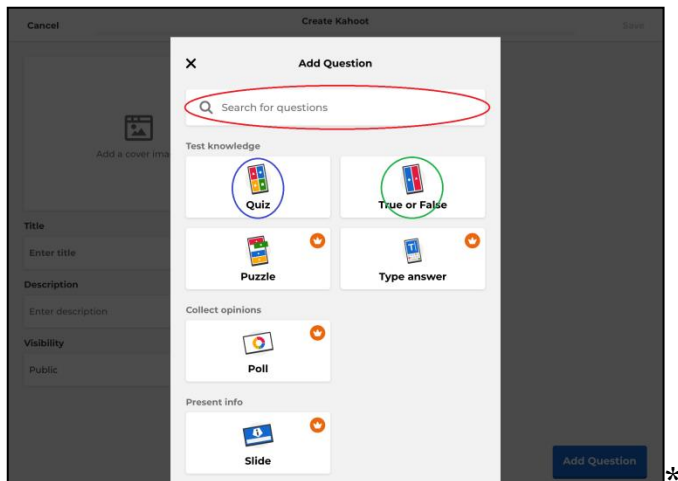 Cancel
Create Kahoot
Save
Add Question
Search for questions
Add a cover ima
Test knowledge
Quiz
True or False
Title
Enter title
Puzzle
Type answer
Description
Enter description
Collect opinions
Visibility
Public
Poll
Present info
Slide
Add Question
*